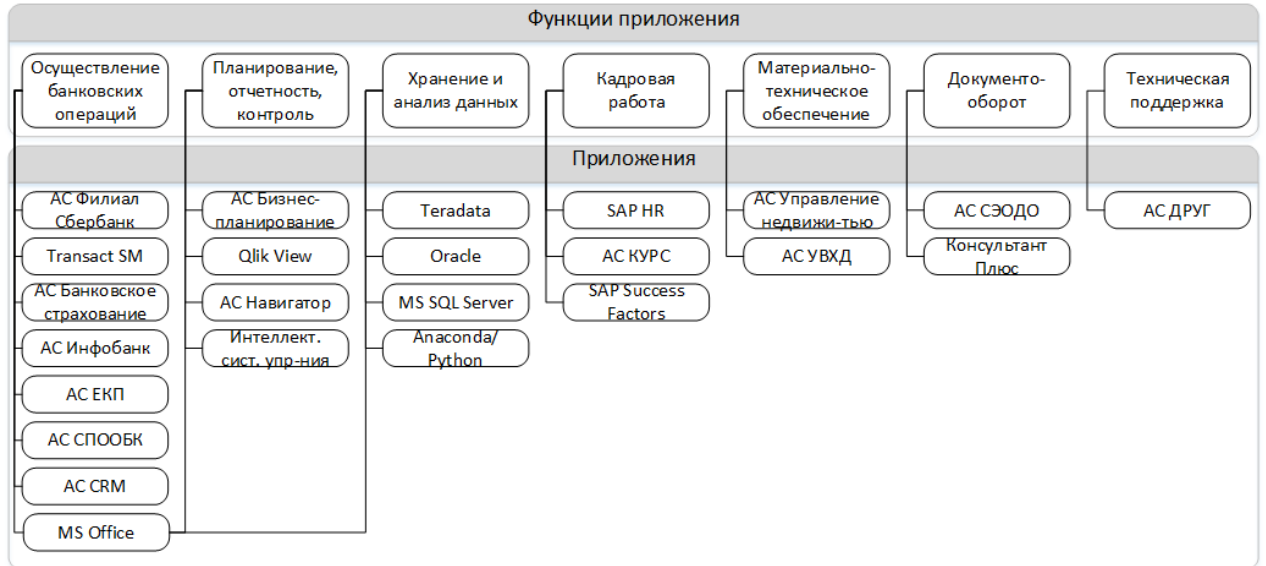 Функции приложения
Осуществление
банковских
операций
Планирование,
отчетность,
контроль
Хранение и
анализ данных
Кадровая
работа
Материально-
техническое
обеспечение
Документо-
оборот
Техническая
поддержка
Приложения
АС Филиал
Сбербанк
Transact SM
АС Банковское
страхование
АС Инфобанк
АС ЕКП
АС СПООБК
АС CRM
MS Office
АС Бизнес-
планирование
Qlik View
АС Навигатор
Интеллект.
сист. упр-ния
Teradata
Oracle
MS SQL Server
Anaconda/
Python
SAP HR
АС КУРС
SAP Success
Factors
АС Управление
недвижи-тью
АС УВХД
АС СЭОДО
Консультант
Плюс
АС ДРУГ